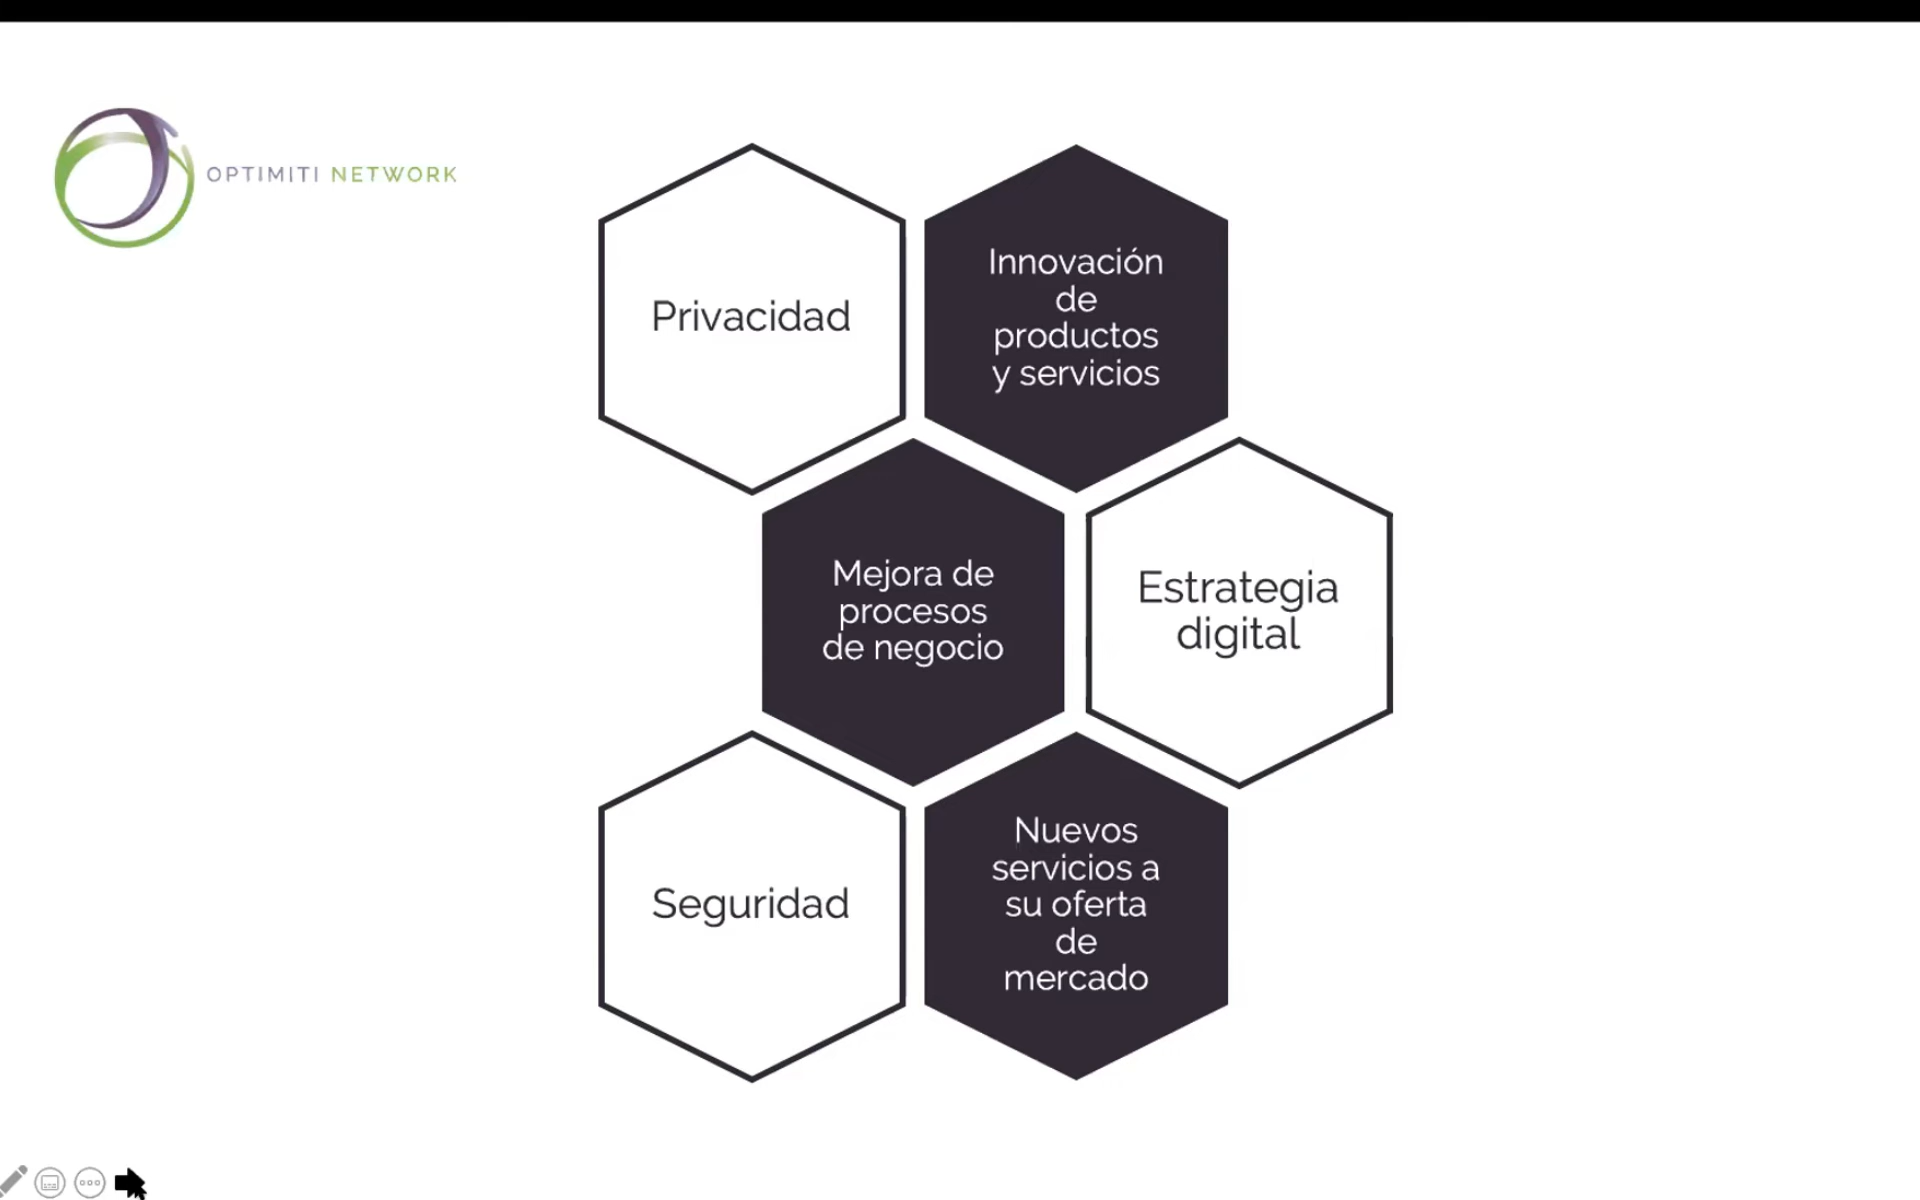 OPTIMITI NETWORK
Privacidad
Innovación
de
productos
y servicios
Mejora de
procesos
de negocio
Estrategia
digital
Seguridad
Nuevos
servicios a
su oferta
de
mercado